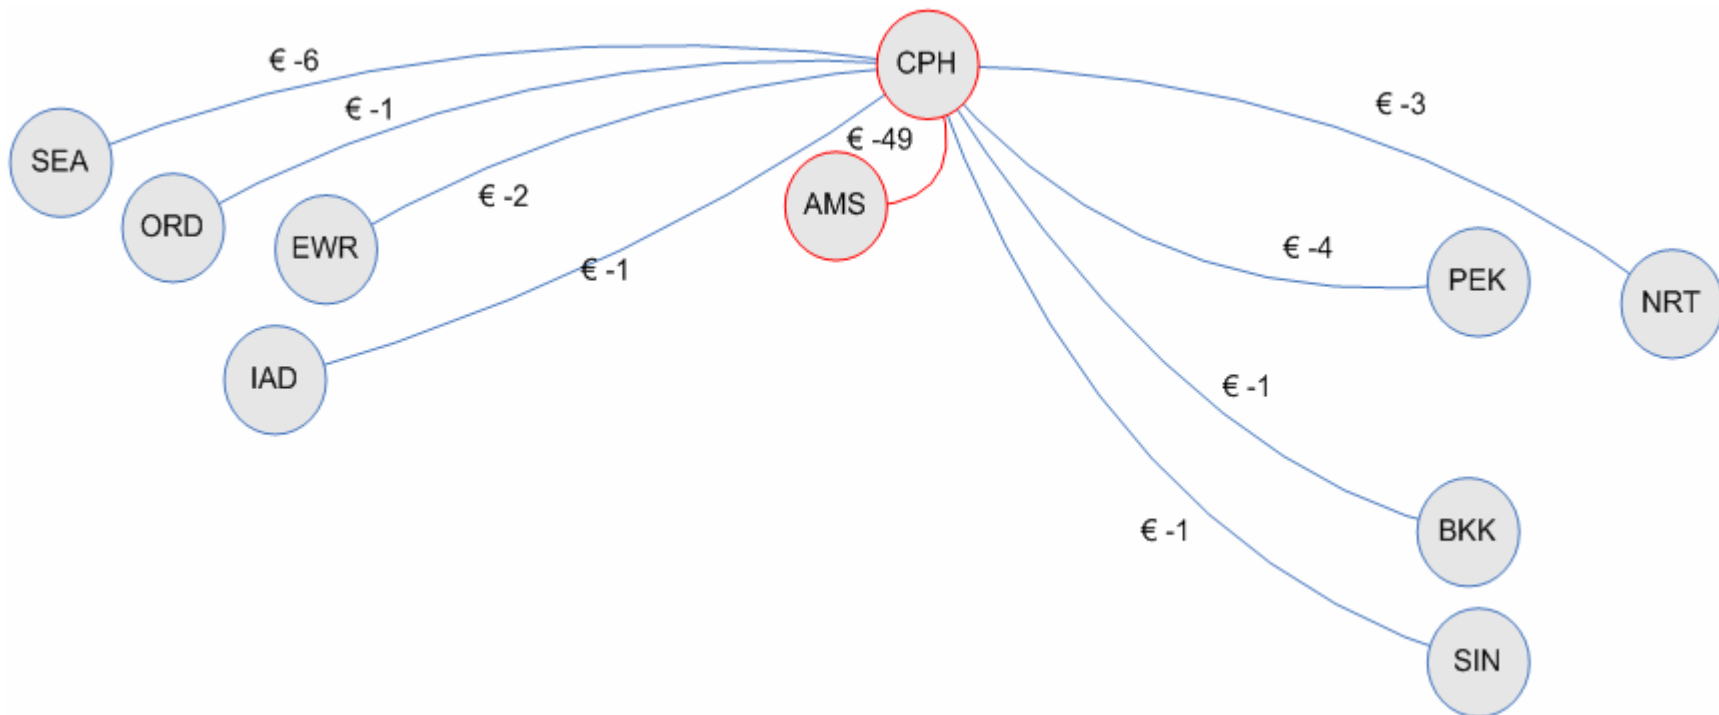 CPH
€ -6
€ -1
€ -3
€ -49
SEA
ORD
EWR
€ -2
AMS
€ -1
€ -4
PEK
NRT
IAD
€ -1
BKK
€ -1
SIN